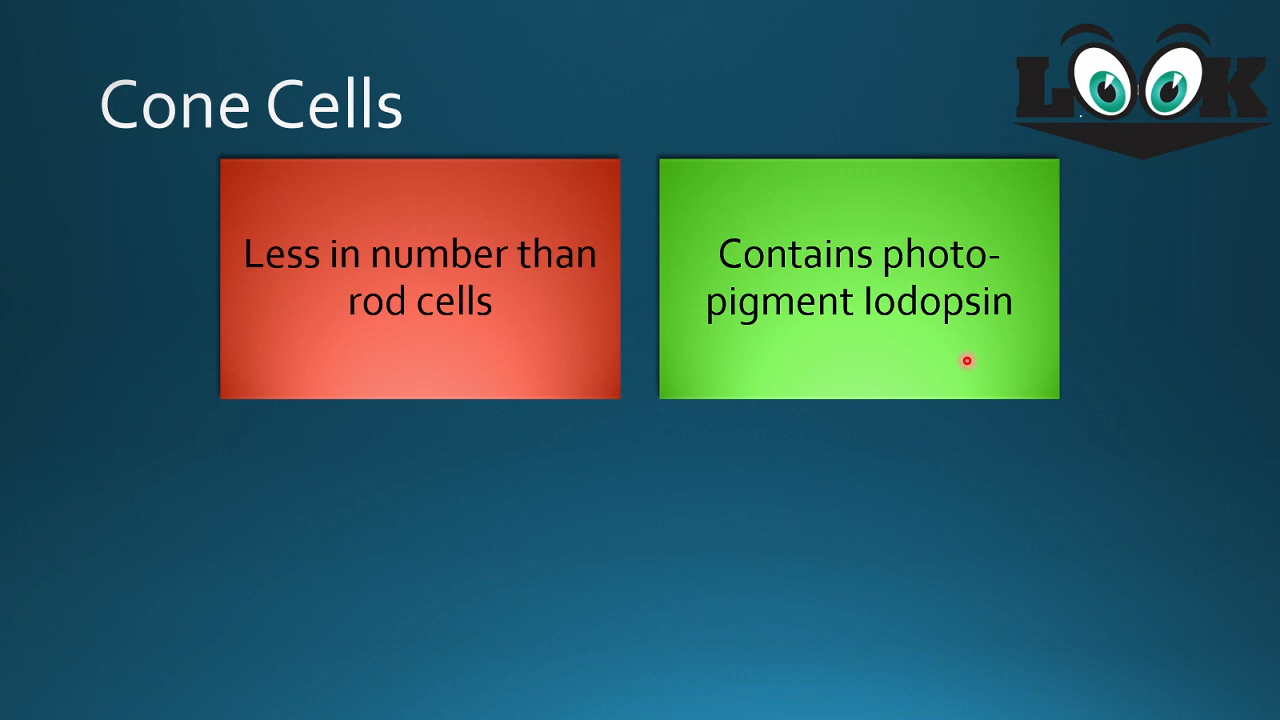 LOOK
Cone Cells
Less in number than
rod cells
Contains photo-
pigment Iodopsin